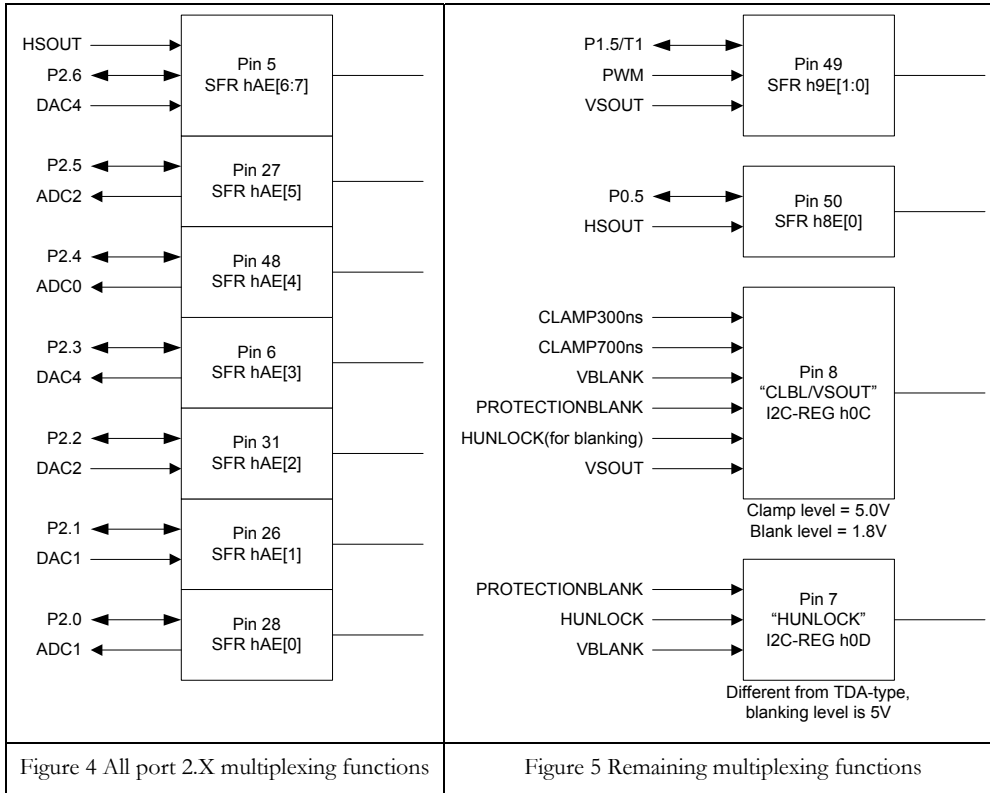 HSOUT
P2.6
DAC4
Pin 5
SFR hAE[6:7]
P2.5
ADC2
Pin 27
SFR hAE[5]
P2.4
ADC0
Pin 48
SFR hAE[4]
P2.3
DAC4
Pin 6
SFR hAE[3]
P2.2
DAC2
Pin 31
SFR hAE[2]
P2.1
DAC1
Pin 26
SFR hAE[1]
P2.0
ADC1
Pin 28
SFR hAE[0]
Figure 4 All port 2.X multiplexing functions
P1.5/T1
PWM
VSOUT
Pin 49
SFR h9E[1:0]
P0.5
HSOUT
Pin 50
SFR h8E[0]
CLAMP300ns
CLAMP700ns
VBLANK
PROTECTIONBLANK
HUNLOCK(for blanking)
VSOUT
Pin 8
“CLBL/VSOUT”
I2C-REG h0C
Clamp level = 5.0V
Blank level = 1.8V
PROTECTIONBLANK
HUNLOCK
VBLANK
Pin 7
“HUNLOCK”
I2C-REG h0D
Different from TDA-type,
blanking level is 5V
Figure 5 Remaining multiplexing functions